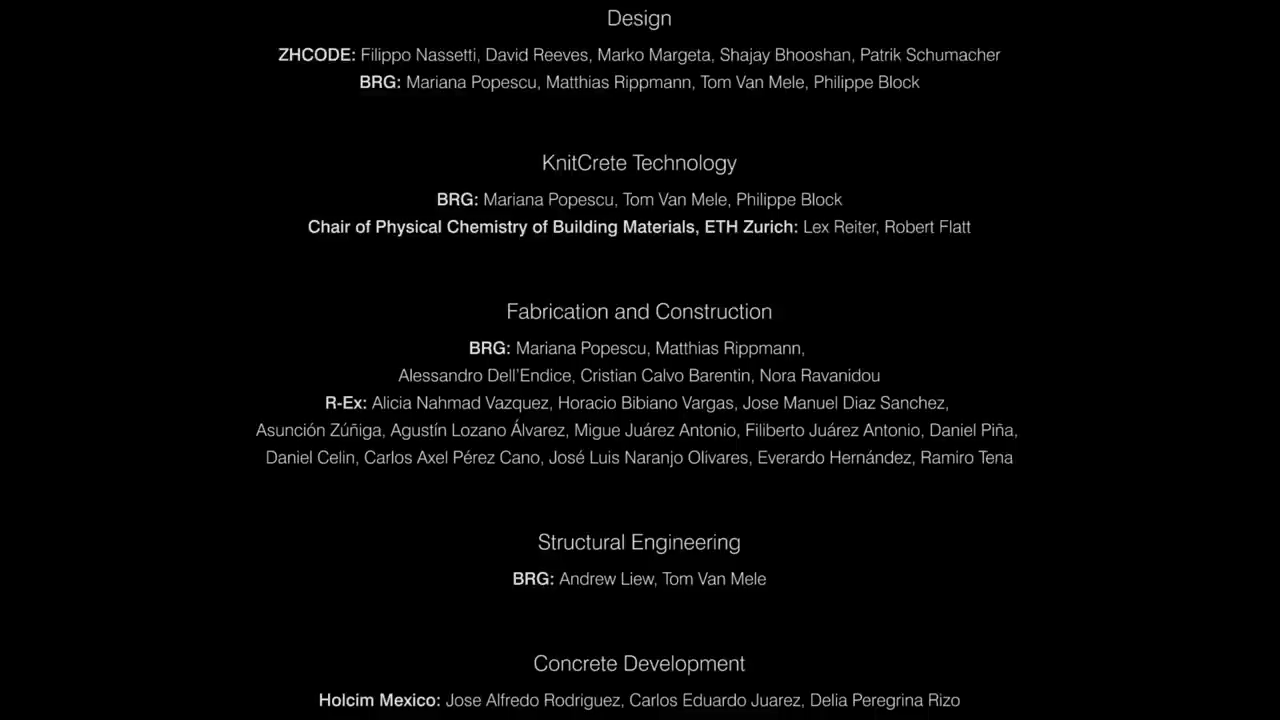 Design
ZHCODE: Filippo Nassetti, David Reeves, Marko Margeta, Shajay Bhooshan, Patrik Schumacher
BRG: Mariana Popescu, Matthias Rippmann, Tom Van Mele, Philippe Block
KnitCrete Technology
BRG: Mariana Popescu, Tom Van Mele, Philippe Block
Chair of Physical Chemistry of Building Materials, ETH Zurich: Lex Reiter, Robert Flatt
Fabrication and Construction
BRG: Mariana Popescu, Matthias Rippmann,
Alessandro Dell'Endice, Cristian Calvo Barentin, Nora Ravanidou
R-Ex: Alicia Nahmad Vazquez, Horacio Bibiano Vargas, Jose Manuel Diaz Sanchez,
Asunción Zúñiga, Agustín Lozano Álvarez, Migue Juárez Antonio, Filiberto Juárez Antonio, Daniel Piña,
Daniel Celin, Carlos Axel Pérez Cano, José Luis Naranjo Olivares, Everardo Hernández, Ramiro Tena
Structural Engineering
BRG: Andrew Liew, Tom Van Mele
Concrete Development
Holcim Mexico: Jose Alfredo Rodriguez, Carlos Eduardo Juarez, Delia Peregrina Rizo